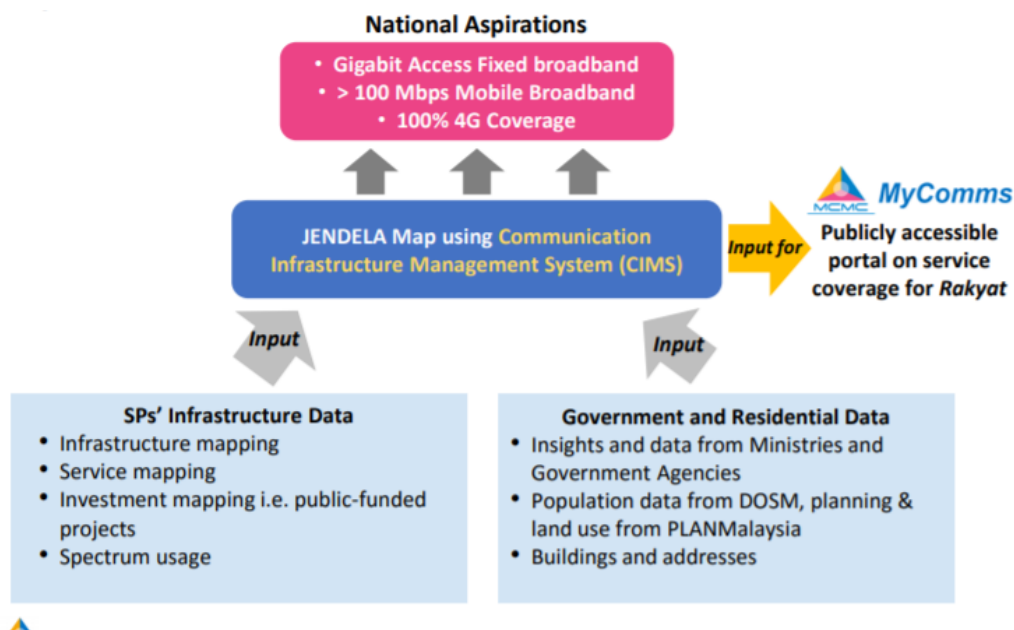 National Aspirations
• Gigabit Access Fixed broadband
• > 100 Mbps Mobile Broadband
• 100% 4G Coverage
JENDELA Map using Communication
Infrastructure Management System (CIMS)
Input for
MCMC
MyComms
Publicly accessible
portal on service
coverage for Rakyat
Input
Input
SPs’ Infrastructure Data
• Infrastructure mapping
• Service mapping
• Investment mapping i.e. public-funded
projects
• Spectrum usage
Government and Residential Data
• Insights and data from Ministries and
Government Agencies
• Population data from DOSM, planning &
land use from PLANMalaysia
• Buildings and addresses